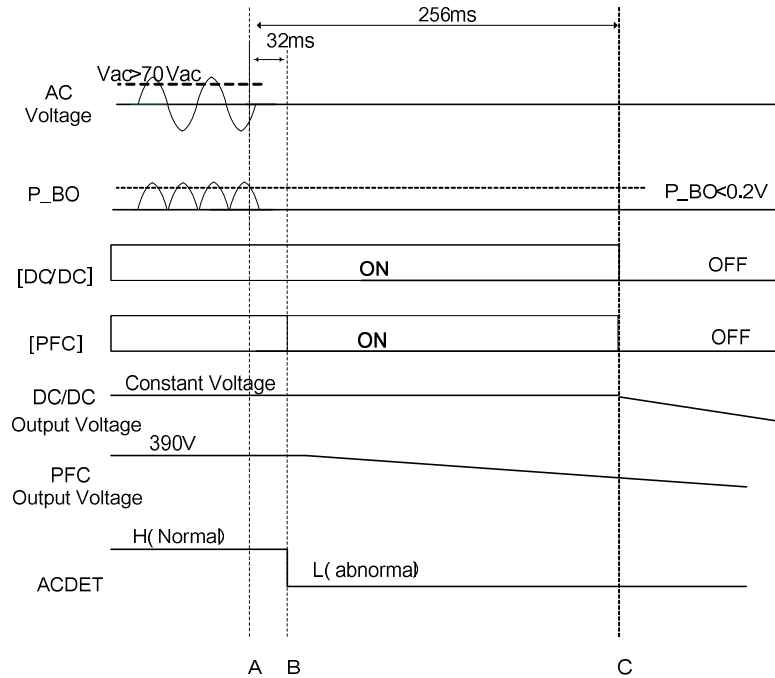 256ms
32ms
Vac>70Vac
AC
Voltage
P_BO
P_BO<0.2V
[DC/DC]
ON
OFF
[PFC]
ON
OFF
DC/DC
Output Voltage
Constant Voltage
390V
PFC
Output Voltage
H(Normal)
L(abnormal)
ACDET
A
B
C